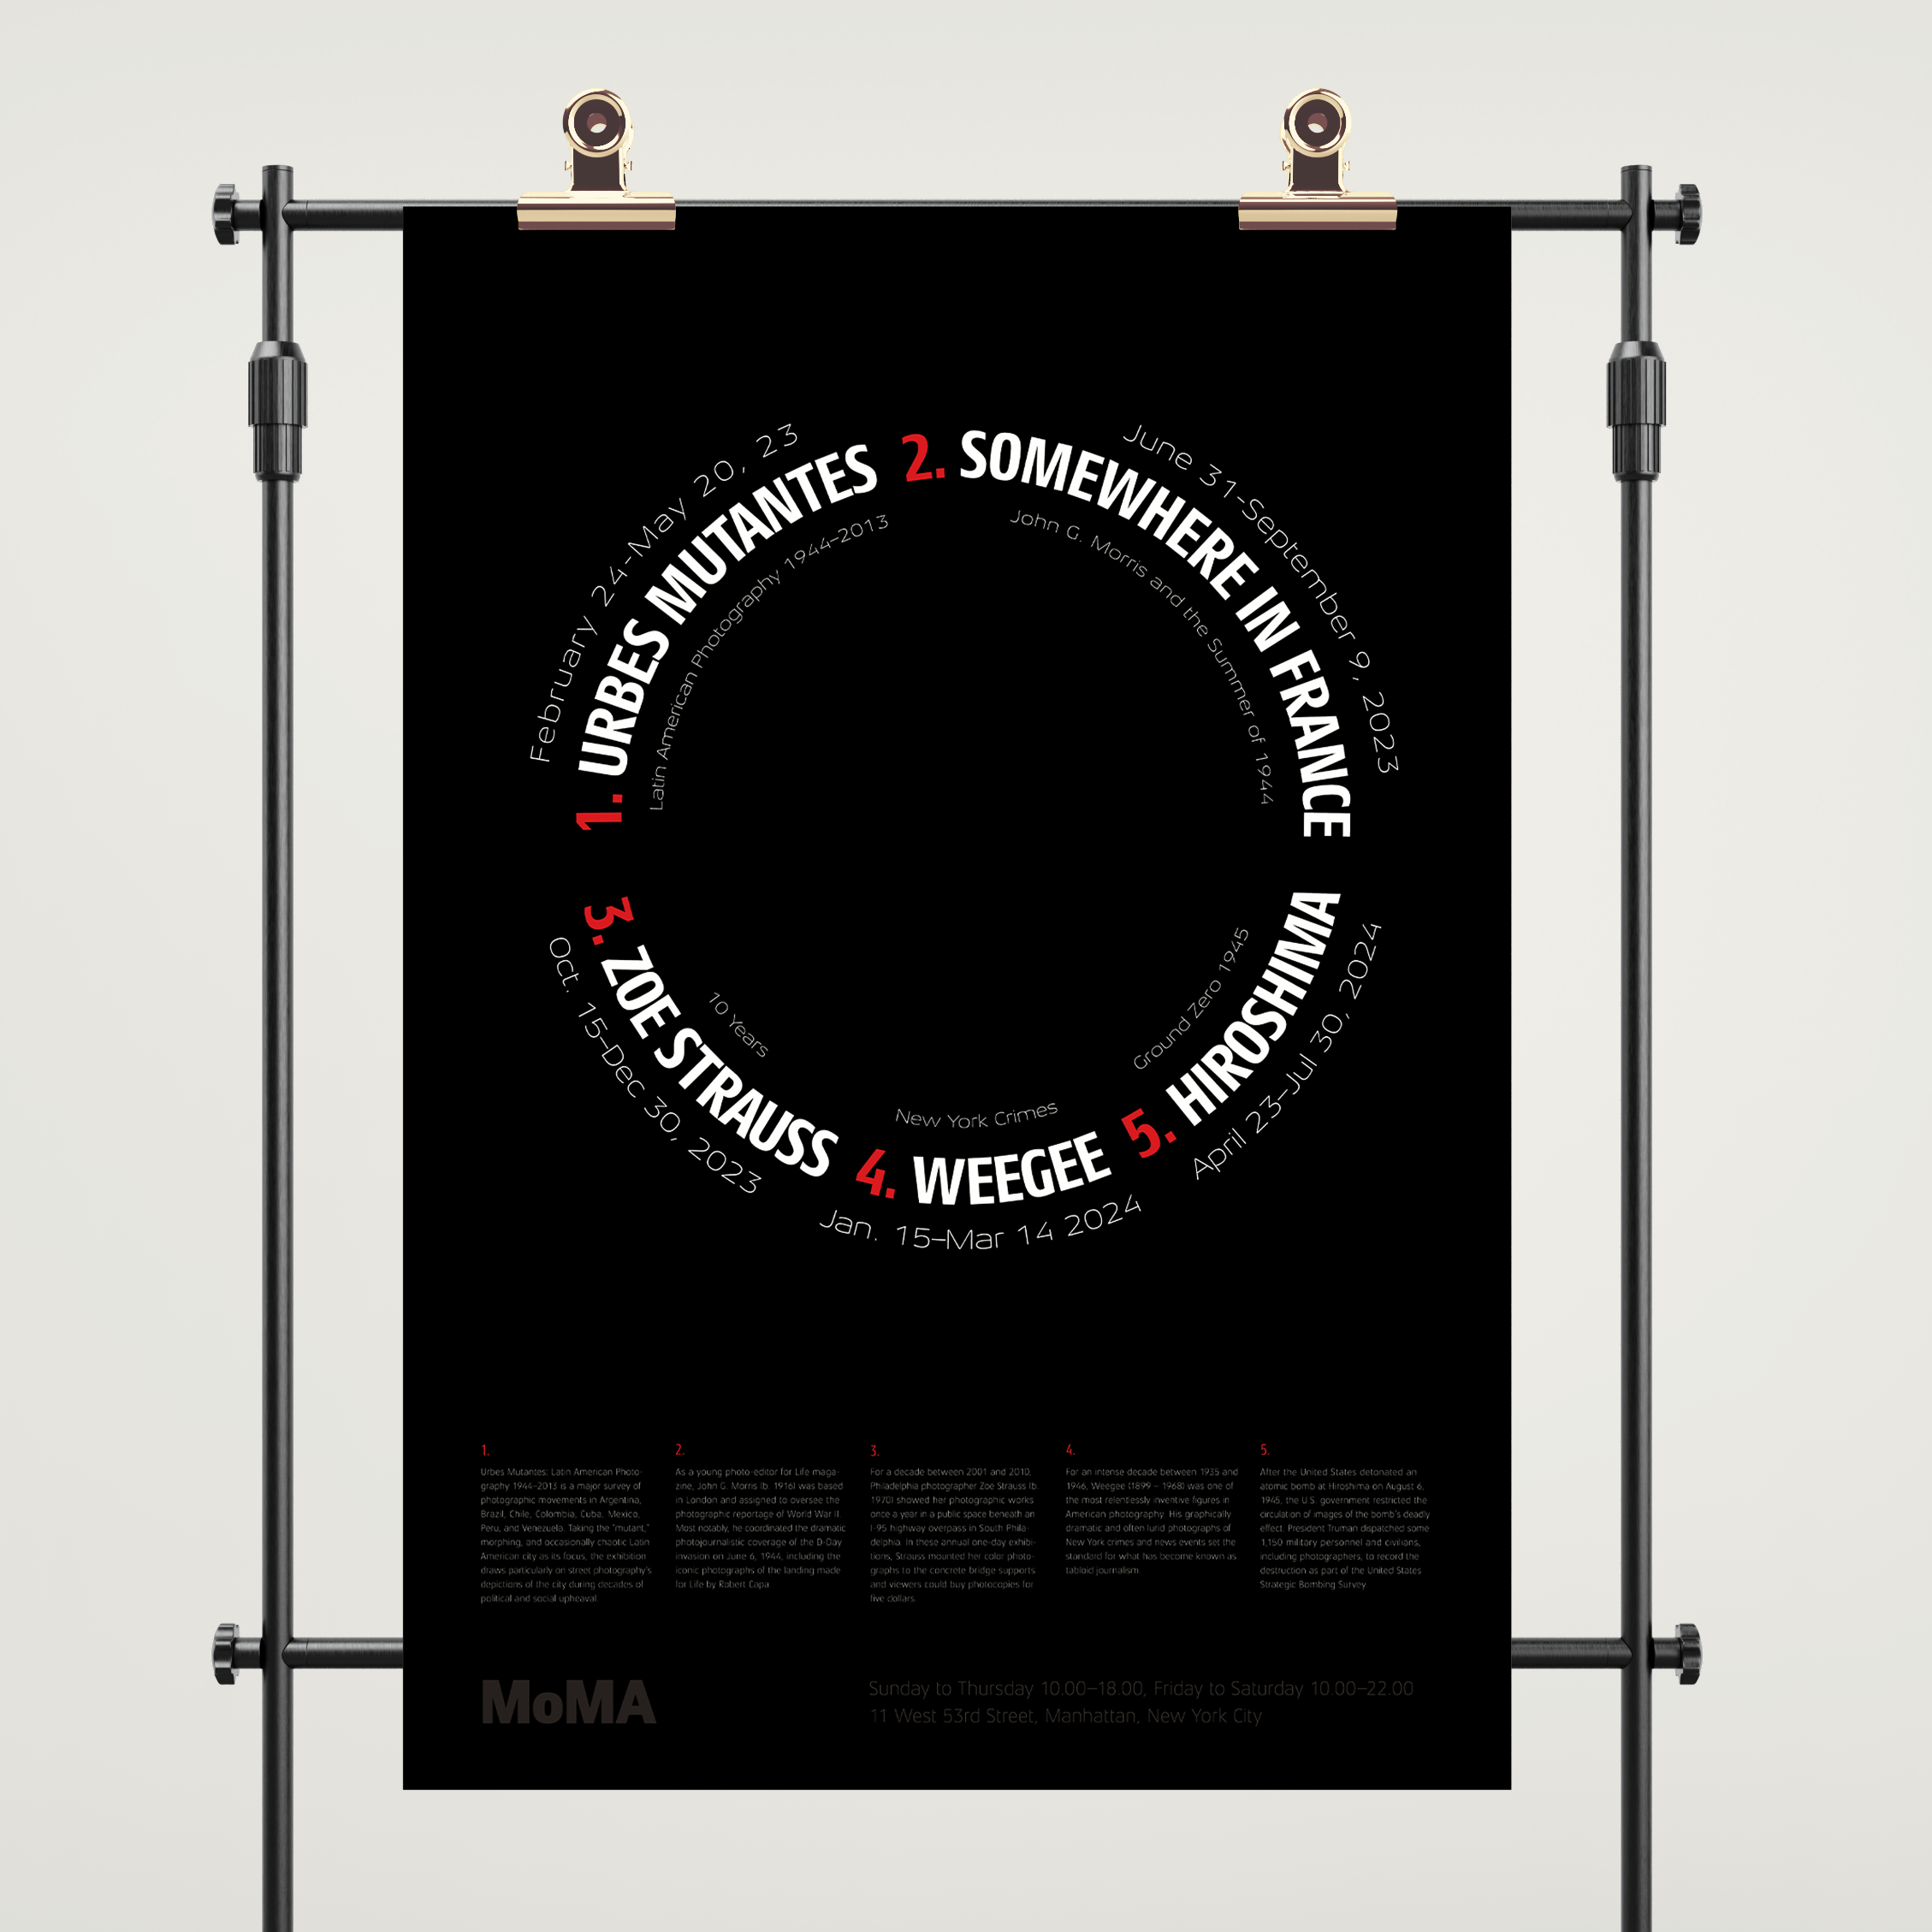 February 24-May 20, 23
1. URBES MUTANTES
Latin American Photography 1944-2013
June 31-September 9, 2023
2. SOMEWHERE IN FRANCE
John G. Morris and the Summer of 1944
10 Years
3. ZOE STRAUSS
Oct. 15-Dec 30, 2023
New York Crimes
4. WEEGEE
Jan. 15-Mar 14 2024
Ground Zero 1945
5. HIROSHIMA
April 23-Jul 30, 2024
1.
Urbes Mutantes: Latin American Photo-
graphy 1944–2013 is a major survey of
photographic movements in Argentina,
Brazil, Chile, Colombia, Cuba, Mexico,
Peru, and Venezuela. Taking the "mutant,"
morphing, and occasionally chaotic Latin
American city as its focus, the exhibition
draws particularly on street photography's
depictions of the city during decades of
political and social upheaval.
2.
As a young photo-editor for Life maga-
zine, John G. Morris (b. 1916) was based
in London and assigned to oversee the
photographic reportage of World War II.
Most notably, he coordinated the dramatic
photojournalistic coverage of the D-Day
invasion on June 6, 1944, including the
iconic photographs of the landing made
for Life by Robert Capa.
3.
For a decade between 2001 and 2010,
Philadelphia photographer Zoe Strauss (b.
1970) showed her photographic works
once a year in a public space beneath an
I-95 highway overpass in South Phila-
delphia. In these annual one-day exhibi-
tions, Strauss mounted her color photo-
graphs to the concrete bridge supports
and viewers could buy photocopies for
five dollars.
4.
For an intense decade between 1935 and
1946, Weegee (1899 – 1968) was one of
the most relentlessly inventive figures in
American photography. His graphically
dramatic and often lurid photographs of
New York crimes and news events set the
standard for what has become known as
tabloid journalism.
5.
After the United States detonated an
atomic bomb at Hiroshima on August 6,
1945, the U.S. government restricted the
circulation of images of the bomb's deadly
effect. President Truman dispatched some
1,150 military personnel and civilians,
including photographers, to record the
destruction as part of the United States
Strategic Bombing Survey.
MoMA
Sunday to Thursday 10.00–18.00, Friday to Saturday 10.00–22.00
11 West 53rd Street, Manhattan, New York City